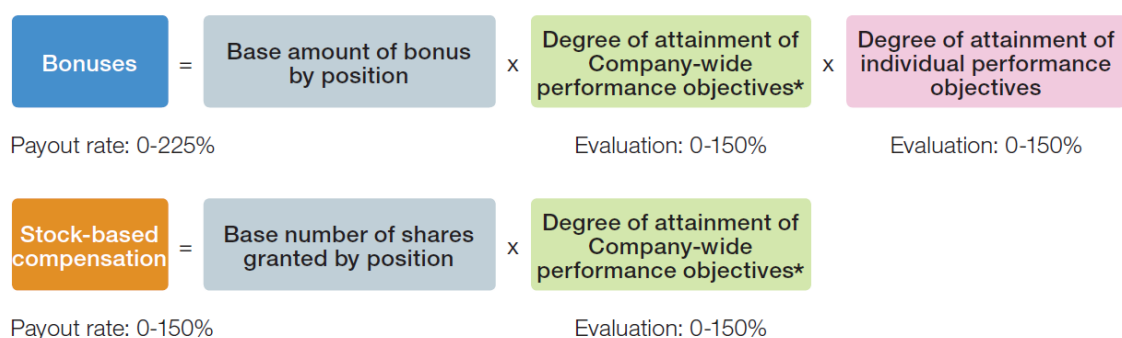 Bonuses
=
Base amount of bonus
by position
x
Degree of attainment of
Company-wide
performance objectives*
x
Degree of attainment of
individual performance
objectives
Payout rate: 0-225%
Evaluation: 0-150%
Evaluation: 0-150%
Stock-based
compensation
=
Base number of shares
granted by position
x
Degree of attainment of
Company-wide
performance objectives*
Payout rate: 0-150%
Evaluation: 0-150%